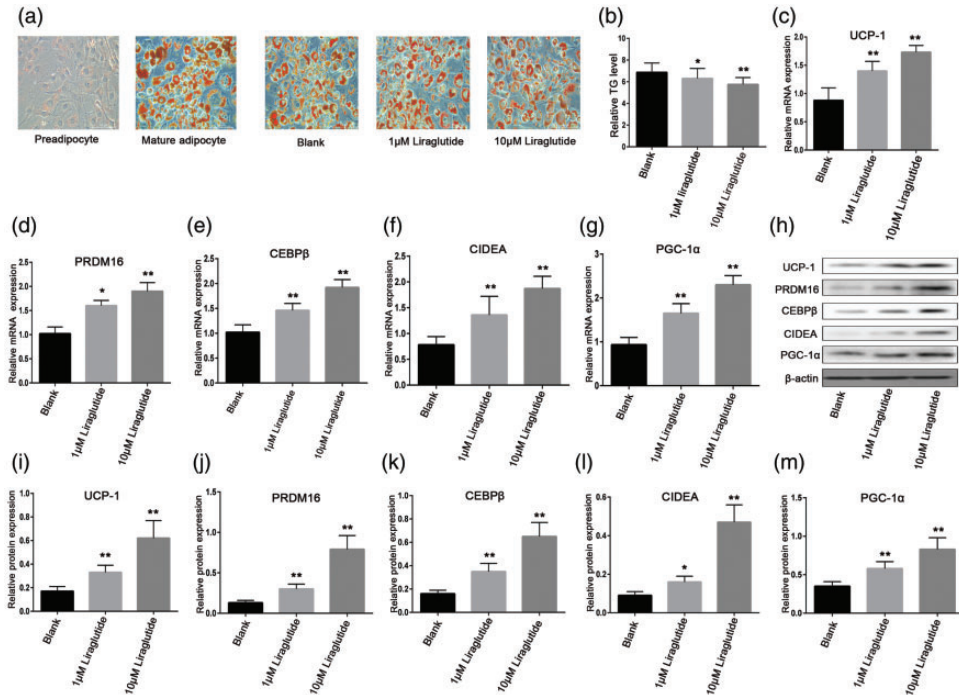 (a)
Preadipocyte
Mature adipocyte
Blank
1μM Liraglutide
10μM Liraglutide
(b)
Relative TG level
10
8
6
4
2
0
*
**
Blank
1μM liraglutide
10μM Liraglutide
(c)
UCP-1
Relative mRNA expression
2.0
1.5
1.0
0.5
0.0
**
**
Blank
1μM Liraglutide
10μM Liraglutide
(d)
PRDM16
Relative mRNA expression
2.5
2.0
1.5
1.0
0.5
0.0
*
**
Blank
1μM Liraglutide
10μM Liraglutide
(e)
CEBPβ
Relative mRNA expression
2.5
2.0
1.5
1.0
0.5
0.0
**
**
Blank
1μM Liraglutide
10μM Liraglutide
(f)
CIDEA
Relative mRNA expression
2.5
2.0
1.5
1.0
0.5
0.0
**
**
Blank
1μM Liraglutide
10μM Liraglutide
(g)
PGC-1α
Relative mRNA expression
3
2
1
0
**
**
Blank
1μM Liraglutide
10μM Liraglutide
(h)
UCP-1
PRDM16
CEBPβ
CIDEA
PGC-1α
β-actin
Blank
1μM Liraglutide
10μM Liraglutide
(i)
UCP-1
Relative protein expression
1.0
0.8
0.6
0.4
0.2
0.0
**
**
Blank
1μM Liraglutide
10μM Liraglutide
(j)
PRDM16
Relative protein expression
1.5
1.0
0.5
0.0
**
**
Blank
1μM Liraglutide
10μM Liraglutide
(k)
CEBPβ
Relative protein expression
1.0
0.8
0.6
0.4
0.2
0.0
**
**
Blank
1μM Liraglutide
10μM Liraglutide
(l)
CIDEA
Relative protein expression
0.6
0.4
0.2
0.0
*
**
Blank
1μM Liraglutide
10μM Liraglutide
(m)
PGC-1α
Relative protein expression
1.5
1.0
0.5
0.0
**
**
Blank
1μM Liraglutide
10μM Liraglutide